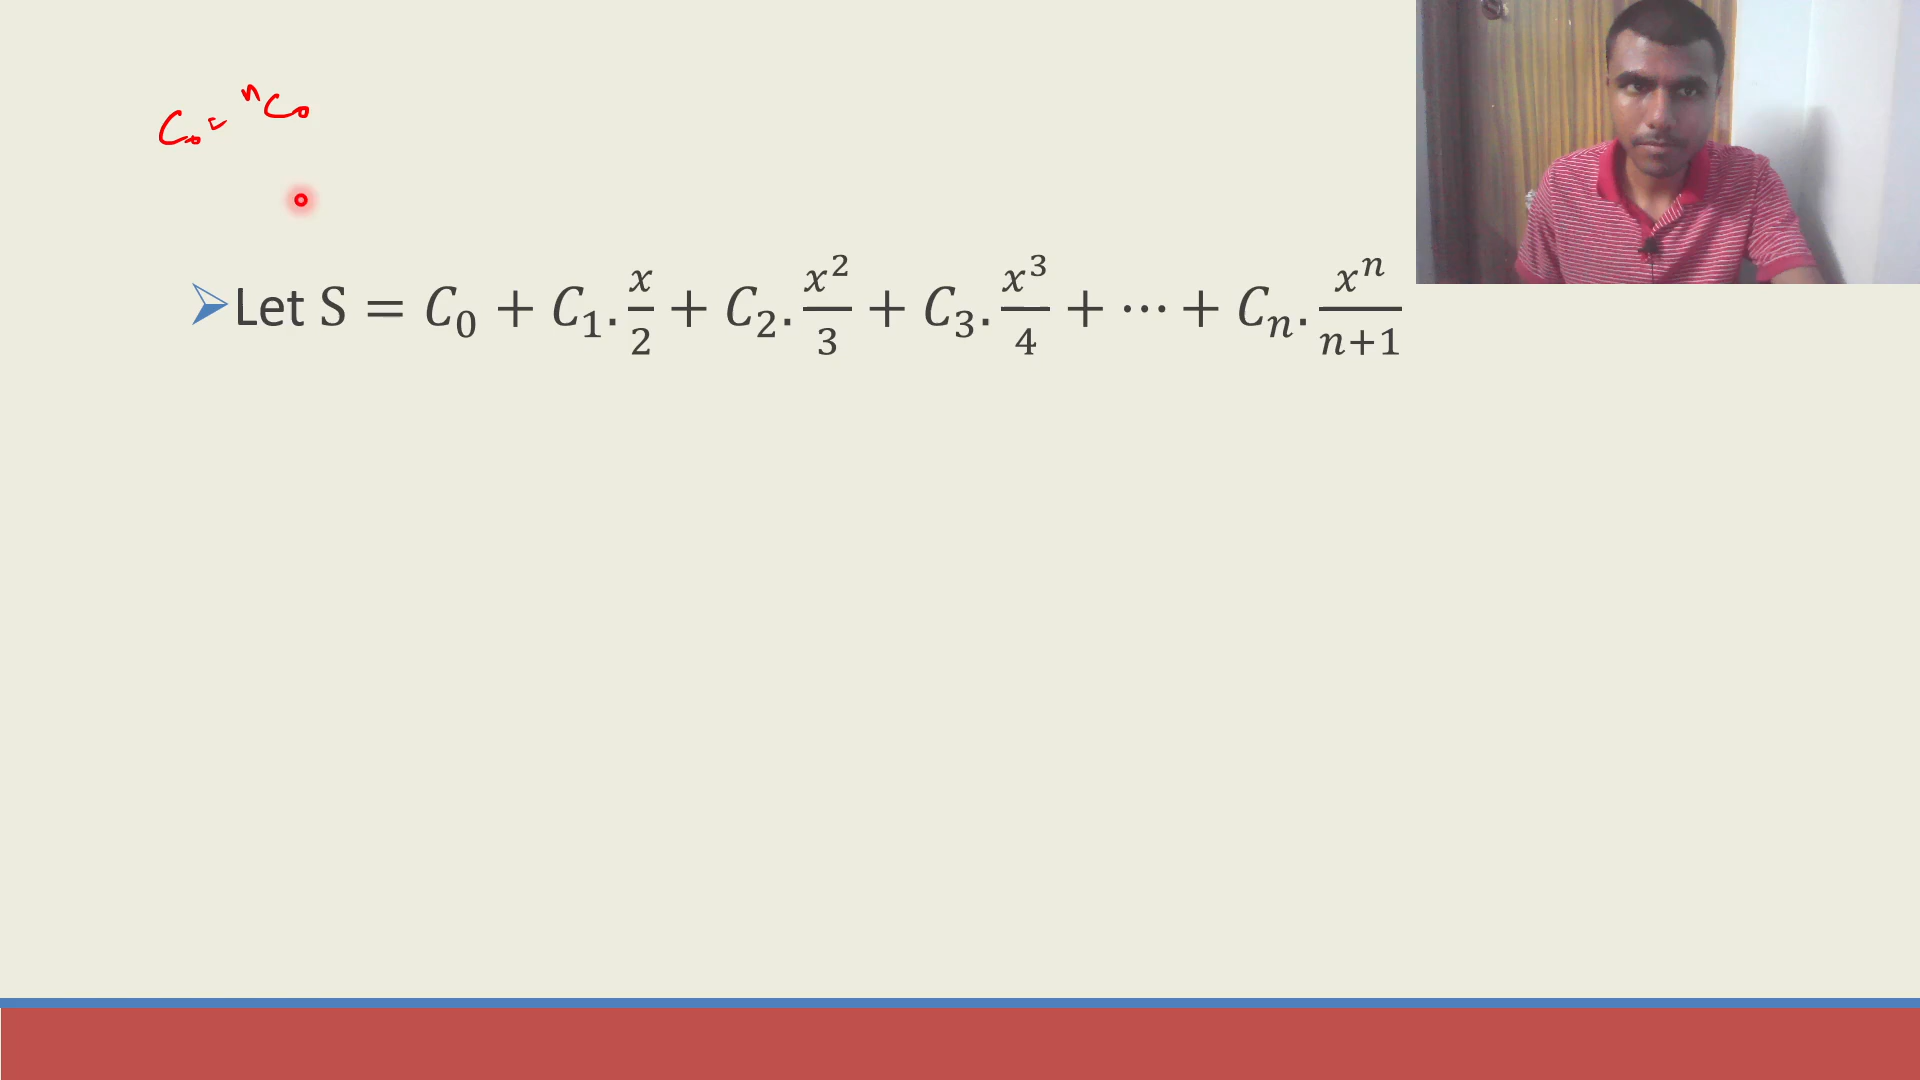 C₀ = ⁿC₀
Let S = C₀ + C₁. x/2 + C₂. x²/3 + C₃. x³/4 + ⋯ + Cₙ. xⁿ/n+1